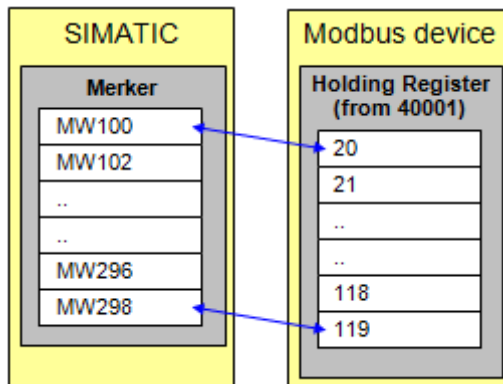 SIMATIC
Merker
MW100
MW102
..
..
MW296
MW298
Modbus device
Holding Register
(from 40001)
20
21
..
..
118
119